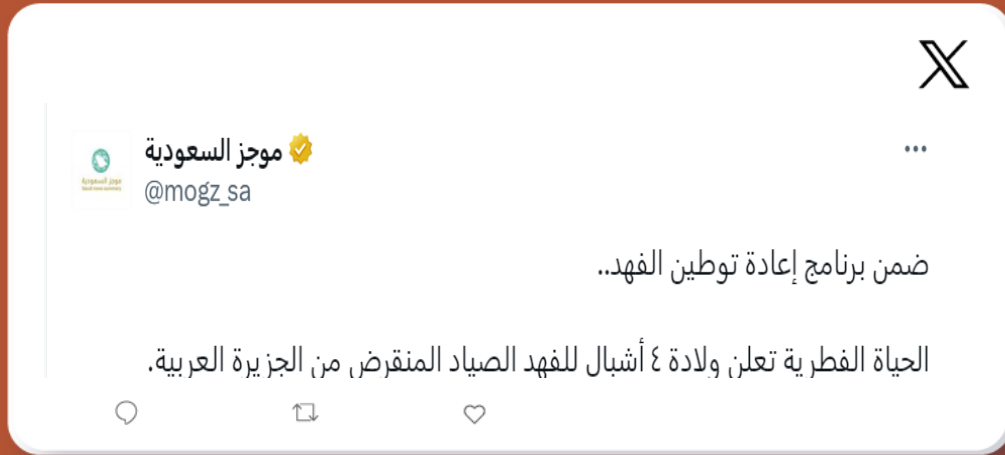 موجز السعودية
@mogz_sa
ضمن برنامج إعادة توطين الفهد..
الحياة الفطرية تعلن ولادة ٤ أشبال للفهد الصياد المنقرض من الجزيرة العربية.